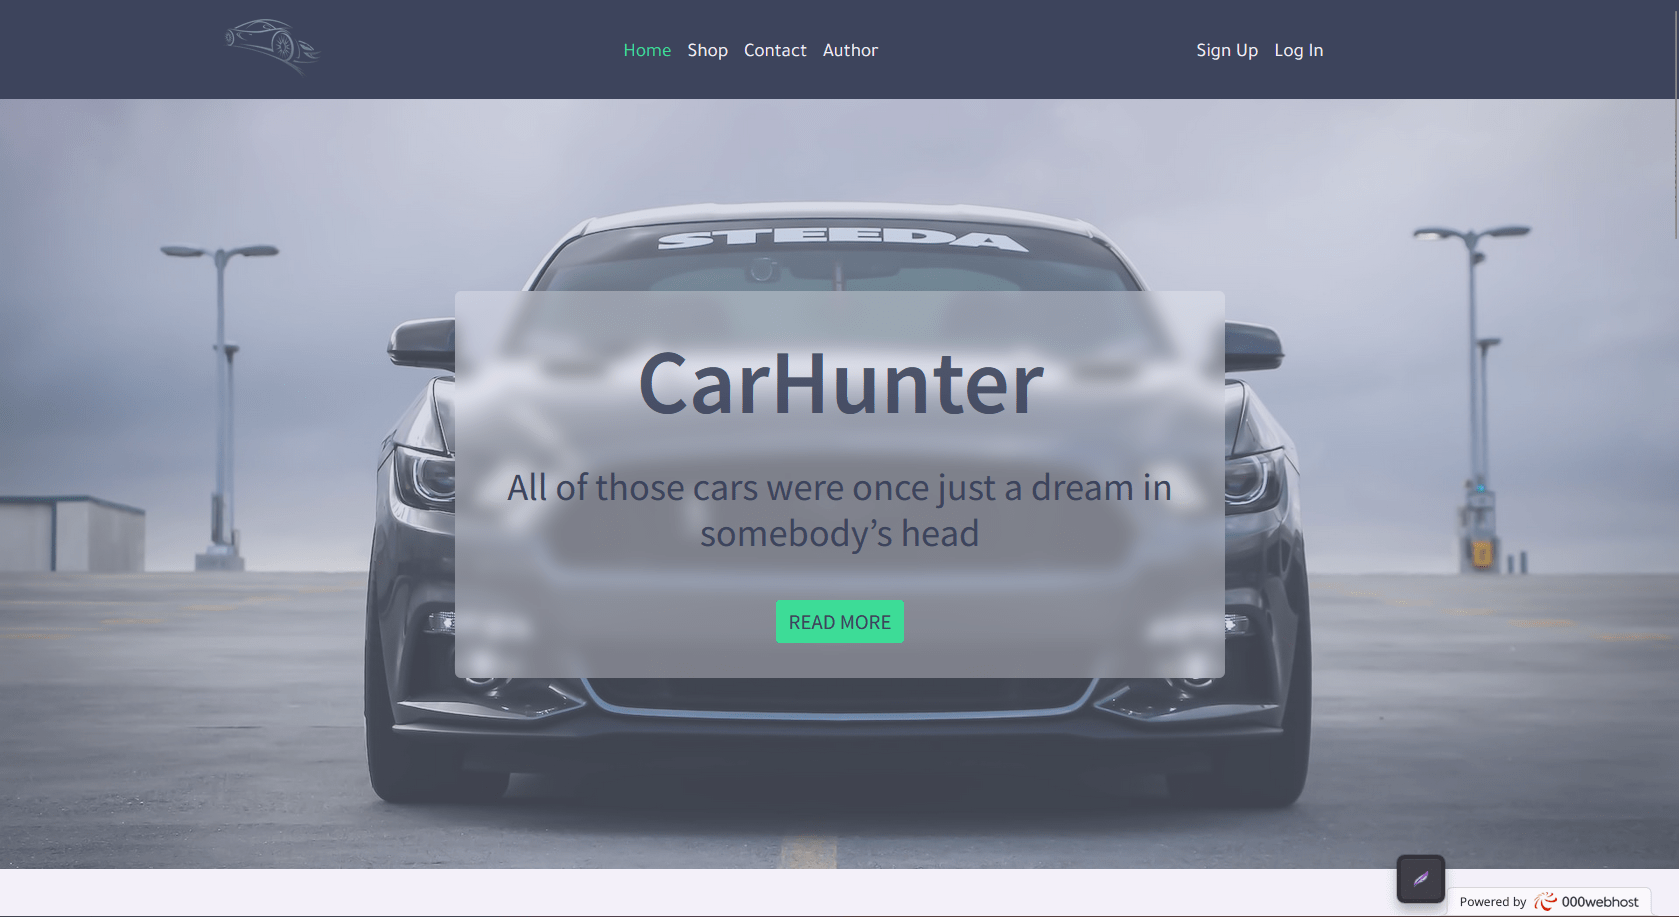 Home Shop Contact Author
Sign Up Log In
STEEDA
CarHunter
All of those cars were once just a dream in
somebody’s head
READ MORE
Powered by 000webhost